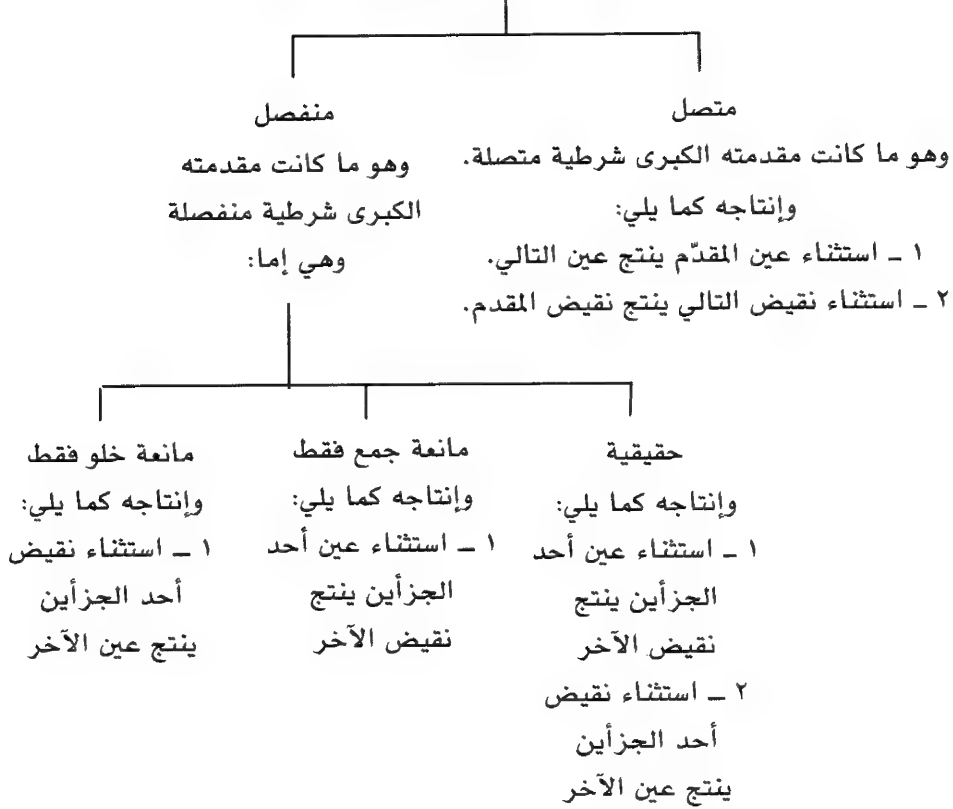 متصل
وهو ما كانت مقدمته الكبرى شرطية متصلة.
وإنتاجه كما يلي:
١ ـ استثناء عين المقدّم ينتج عين التالي.
٢ ـ استثناء نقيض التالي ينتج نقيض المقدم.
منفصل
وهو ما كانت مقدمته
الكبرى شرطية منفصلة
وهي إما:
حقيقية
وإنتاجه كما يلي:
١ ـ استثناء عين أحد
الجزأين ينتج
نقيض الآخر
٢ ـ استثناء نقيض
أحد الجزأين
ينتج عين الآخر
مانعة جمع فقط
وإنتاجه كما يلي:
١ ـ استثناء عين أحد
الجزأين ينتج
نقيض الآخر
مانعة خلو فقط
وإنتاجه كما يلي:
١ ـ استثناء نقيض
أحد الجزأين
ينتج عين الآخر